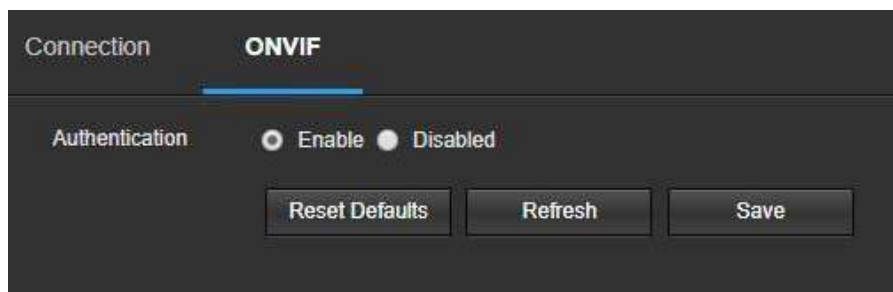 Connection ONVIF
Authentication Enable Disabled
Reset Defaults Refresh Save